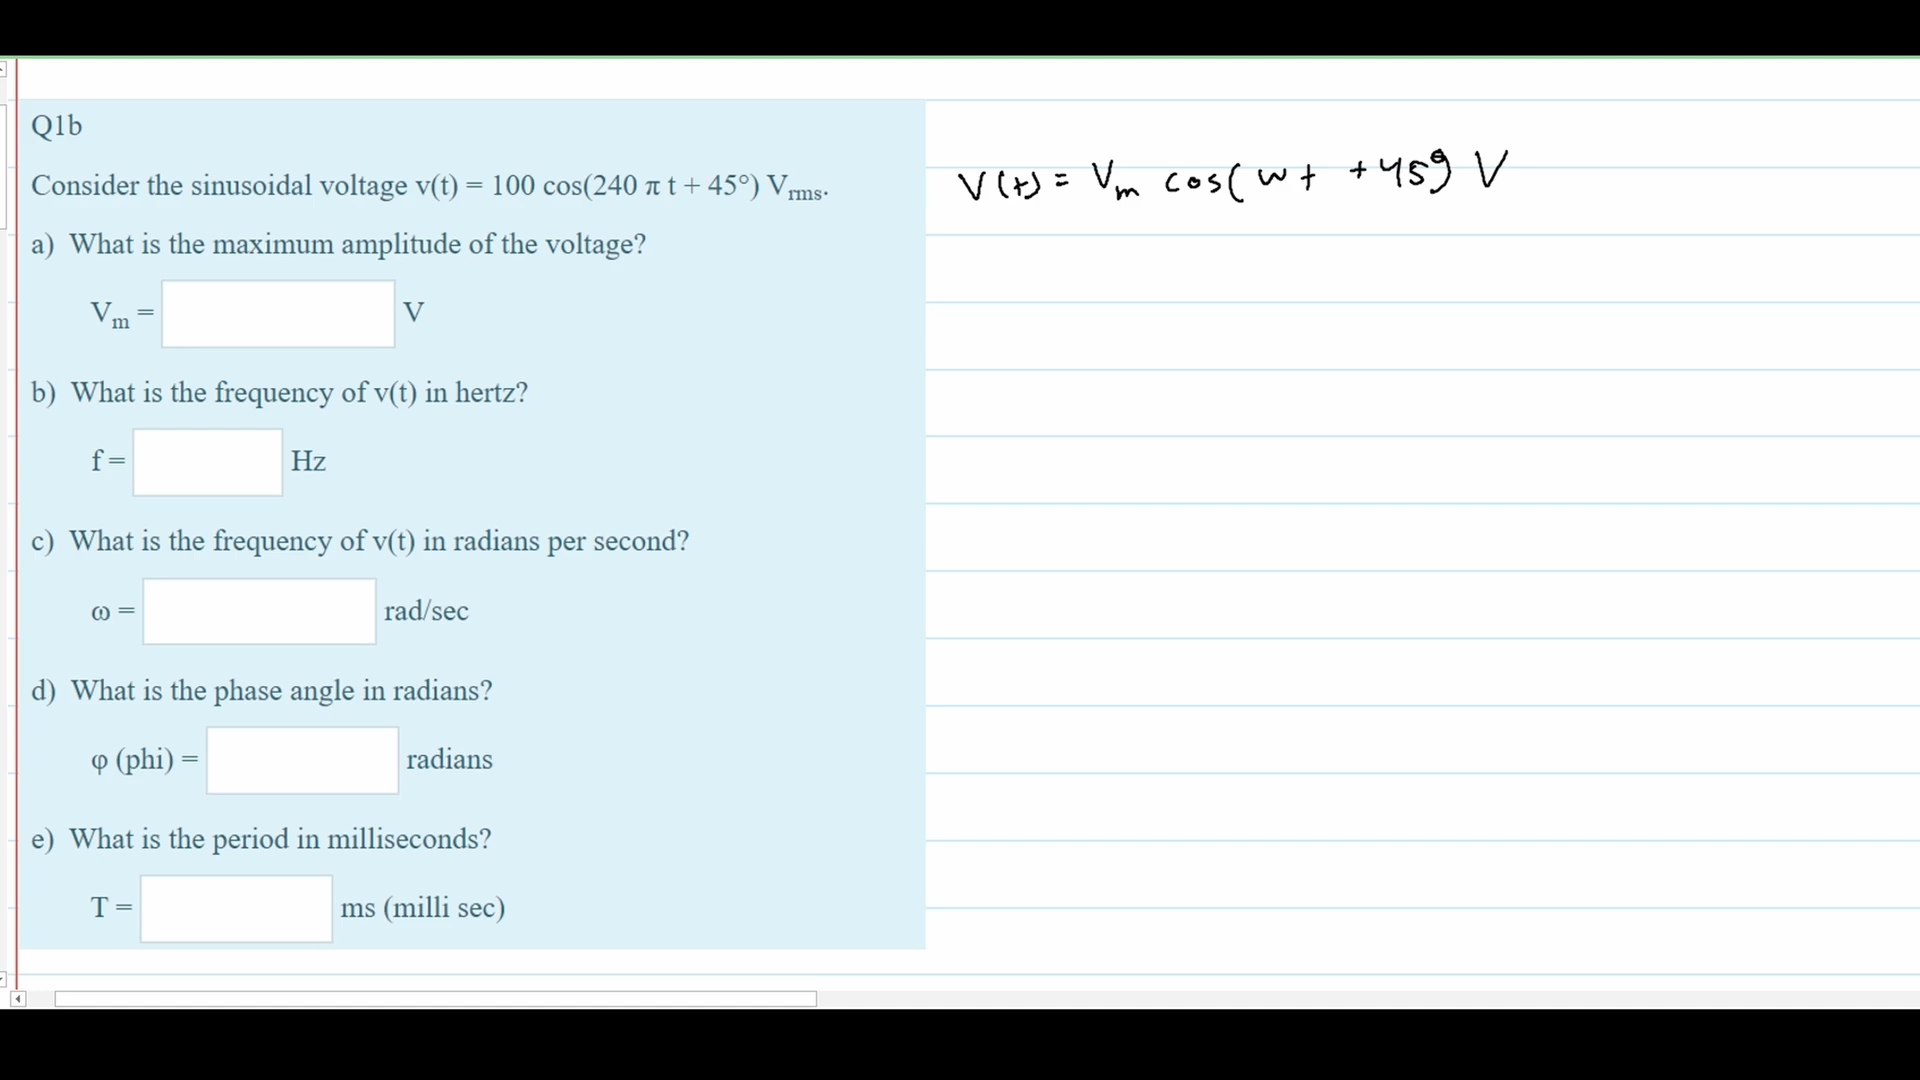 Q1b
Consider the sinusoidal voltage v(t) = 100 cos(240 π t + 45°) Vrms.
V(t) = Vm cos(wt + 45°) V
a) What is the maximum amplitude of the voltage?
Vm = V
b) What is the frequency of v(t) in hertz?
f = Hz
c) What is the frequency of v(t) in radians per second?
ω = rad/sec
d) What is the phase angle in radians?
φ (phi) = radians
e) What is the period in milliseconds?
T = ms (milli sec)